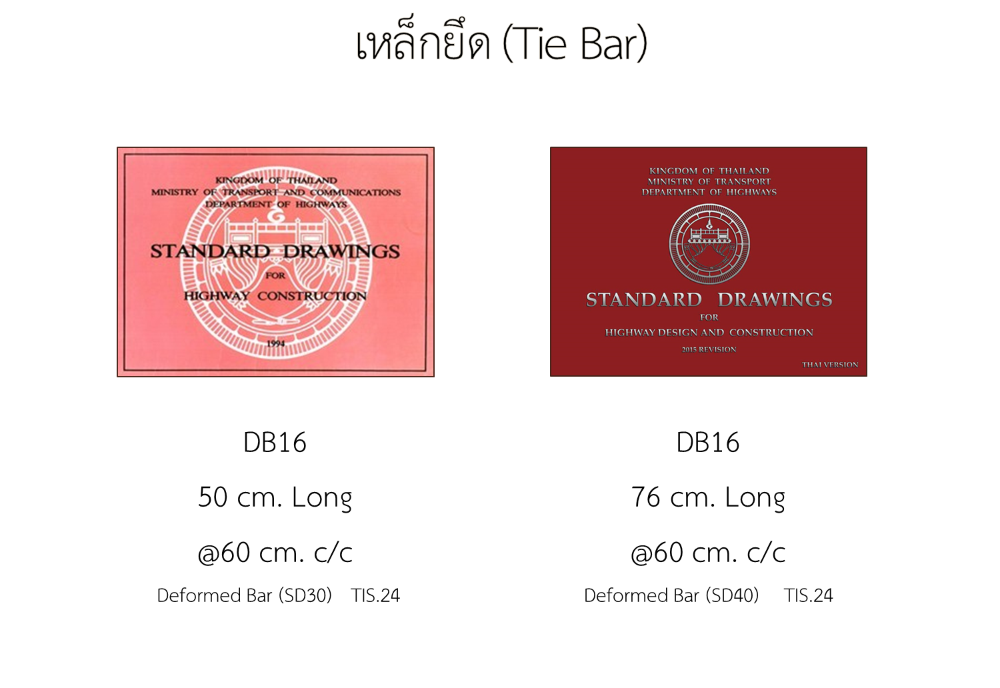 เหล็กยึด (Tie Bar)
KINGDOM OF THAILAND
MINISTRY OF TRANSPORT AND COMMUNICATIONS
DEPARTMENT OF HIGHWAYS
STANDARD DRAWINGS
FOR
HIGHWAY CONSTRUCTION
1994
KINGDOM OF THAILAND
MINISTRY OF TRANSPORT
DEPARTMENT OF HIGHWAYS
STANDARD DRAWINGS
FOR
HIGHWAY DESIGN AND CONSTRUCTION
2015 REVISION
THAI VERSION
DB16
50 cm. Long
@60 cm. c/c
Deformed Bar (SD30) TIS.24
DB16
76 cm. Long
@60 cm. c/c
Deformed Bar (SD40) TIS.24